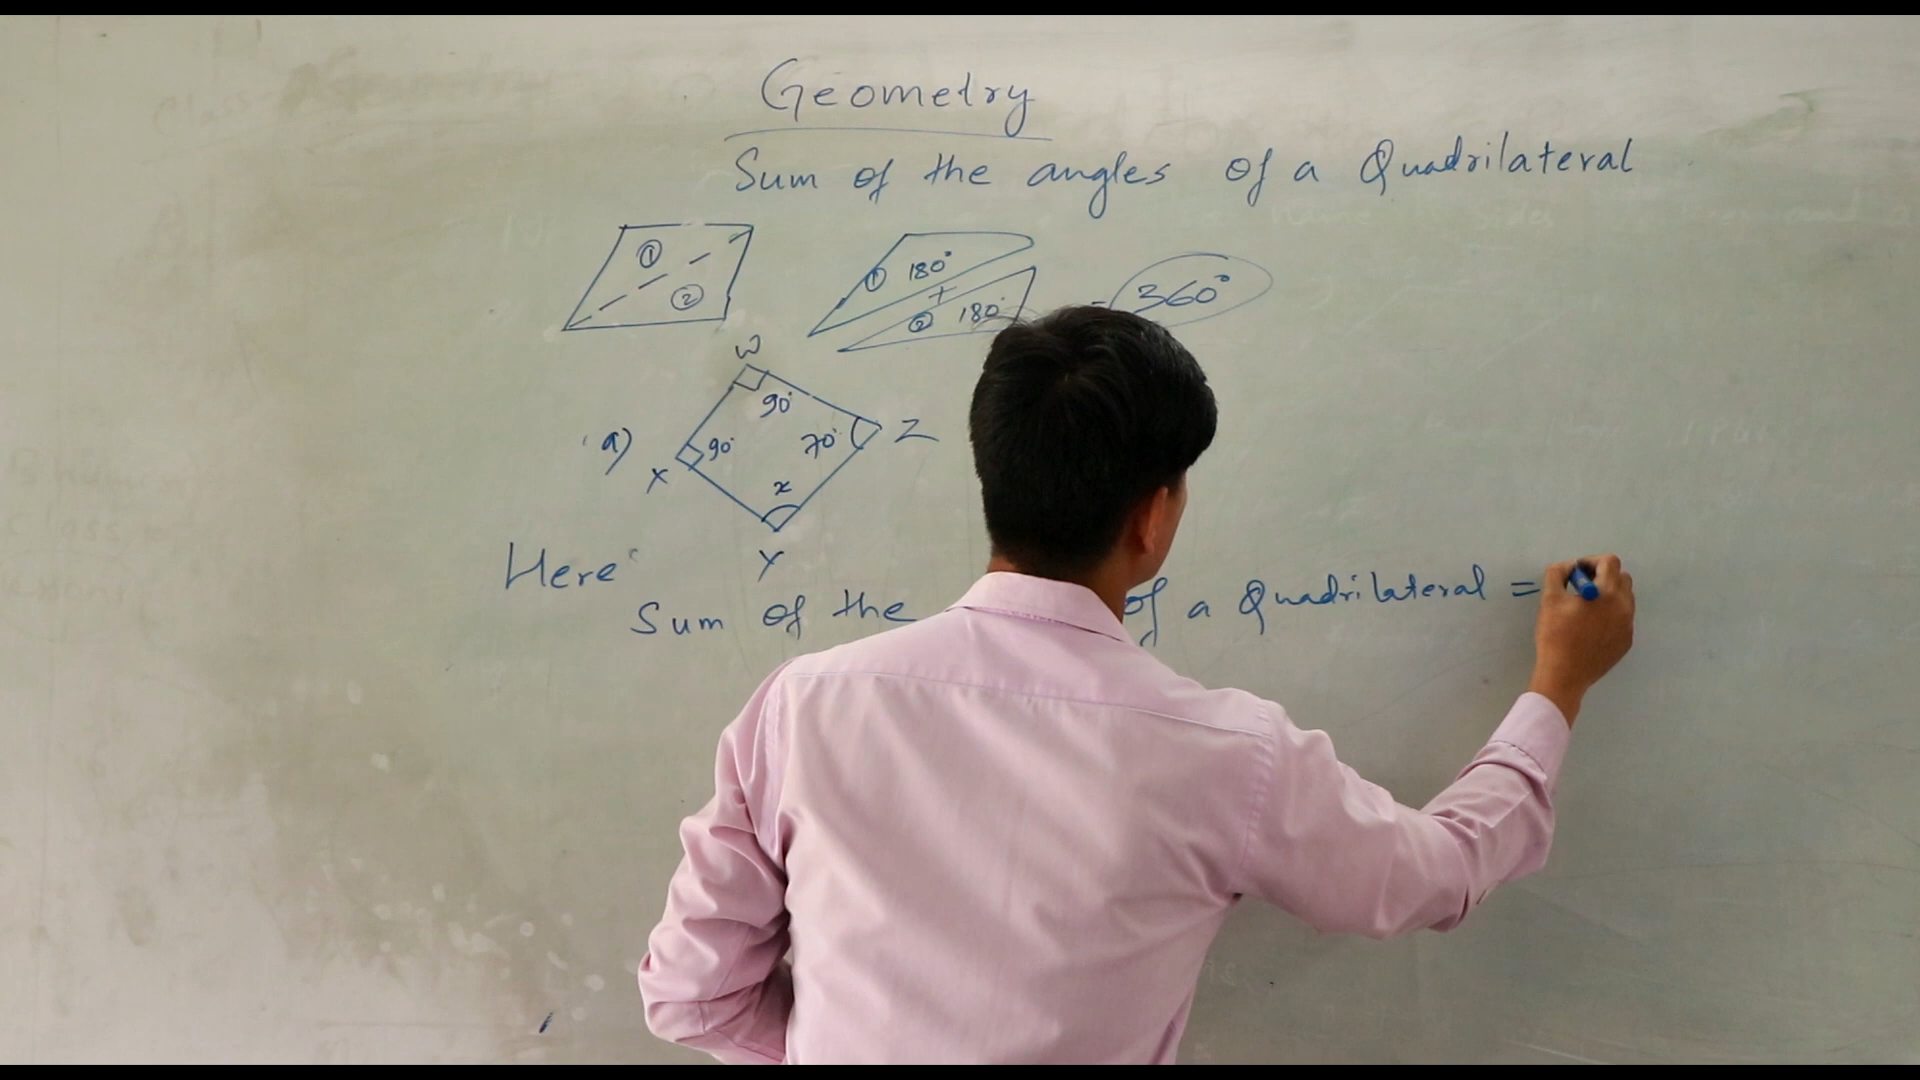 Geometry
Sum of the angles of a Quadrilateral
① ②
① 180° + ② 180° = 360°
a) W 90° X 90° 70° Z x Y
Here
Sum of the of a Quadrilateral =